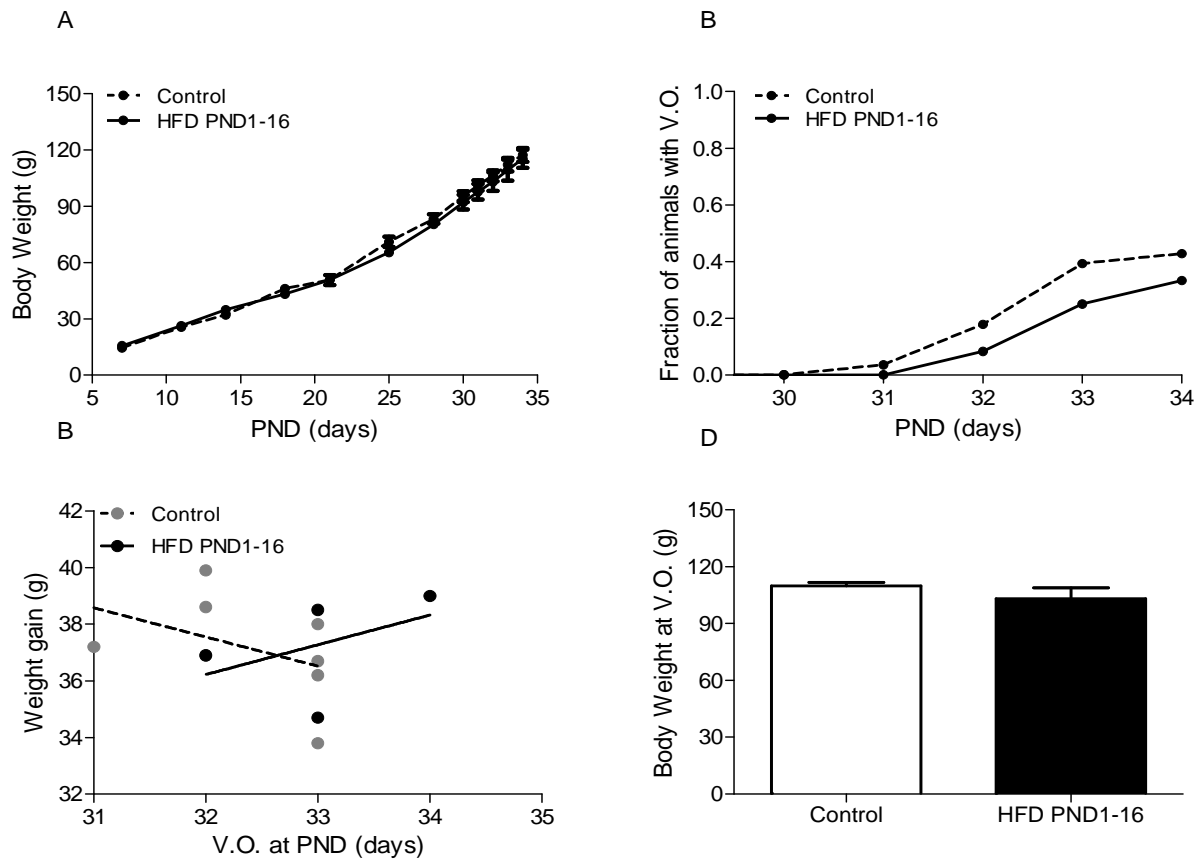 A
Control
HFD PND1-16
Body Weight (g)
150
120
90
60
30
0
5 10 15 20 25 30 35
PND (days)
B
Control
HFD PND1-16
Fraction of animals with V.O.
1.0
0.8
0.6
0.4
0.2
0.0
30 31 32 33 34
PND (days)
B
Control
HFD PND1-16
Weight gain (g)
42
40
38
36
34
32
31 32 33 34 35
V.O. at PND (days)
D
Body Weight at V.O. (g)
150
120
90
60
30
0
Control HFD PND1-16